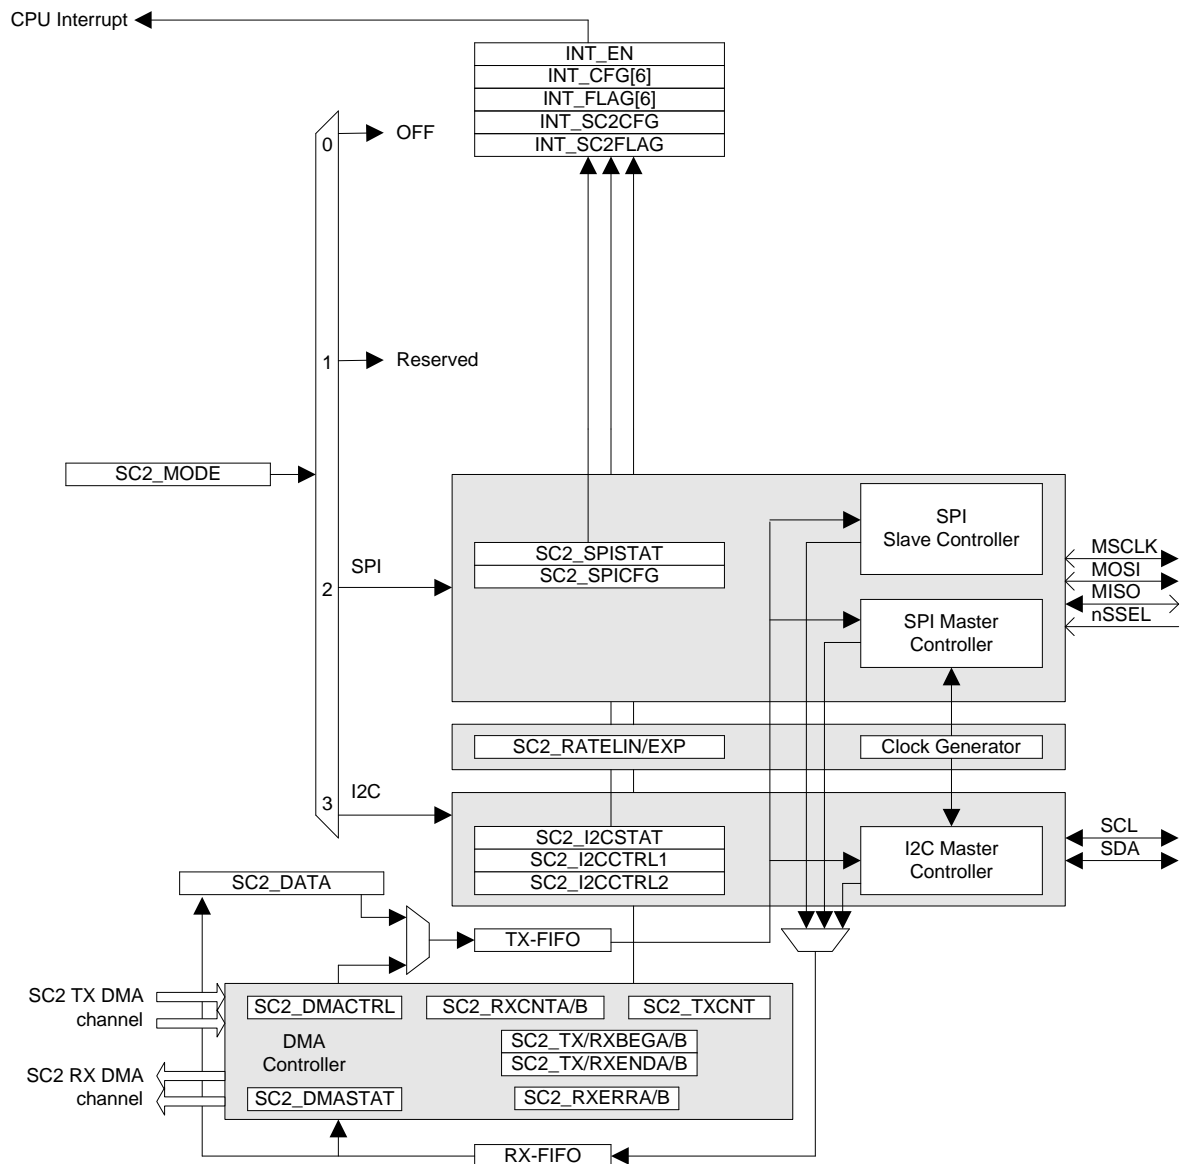 CPU Interrupt
INT_EN
INT_CFG[6]
INT_FLAG[6]
INT_SC2CFG
INT_SC2FLAG
0
OFF
1
Reserved
SC2_MODE
SPI
Slave Controller
MSCLK
SC2_SPISTAT
SPI
2
SC2_SPICFG
MOSI
MISO
nSSEL
SPI Master
Controller
SC2_RATELIN/EXP
Clock Generator
I2C
3
SC2_I2CSTAT
SC2_I2CCTRL1
SC2_I2CCTRL2
I2C Master
Controller
SCL
SDA
SC2_DATA
TX-FIFO
SC2 TX DMA
channel
SC2_DMACTRL
SC2_RXCNTA/B
SC2_TXCNT
DMA
Controller
SC2_TX/RXBEGA/B
SC2_TX/RXENDA/B
SC2 RX DMA
channel
SC2_DMASTAT
SC2_RXERRA/B
RX-FIFO